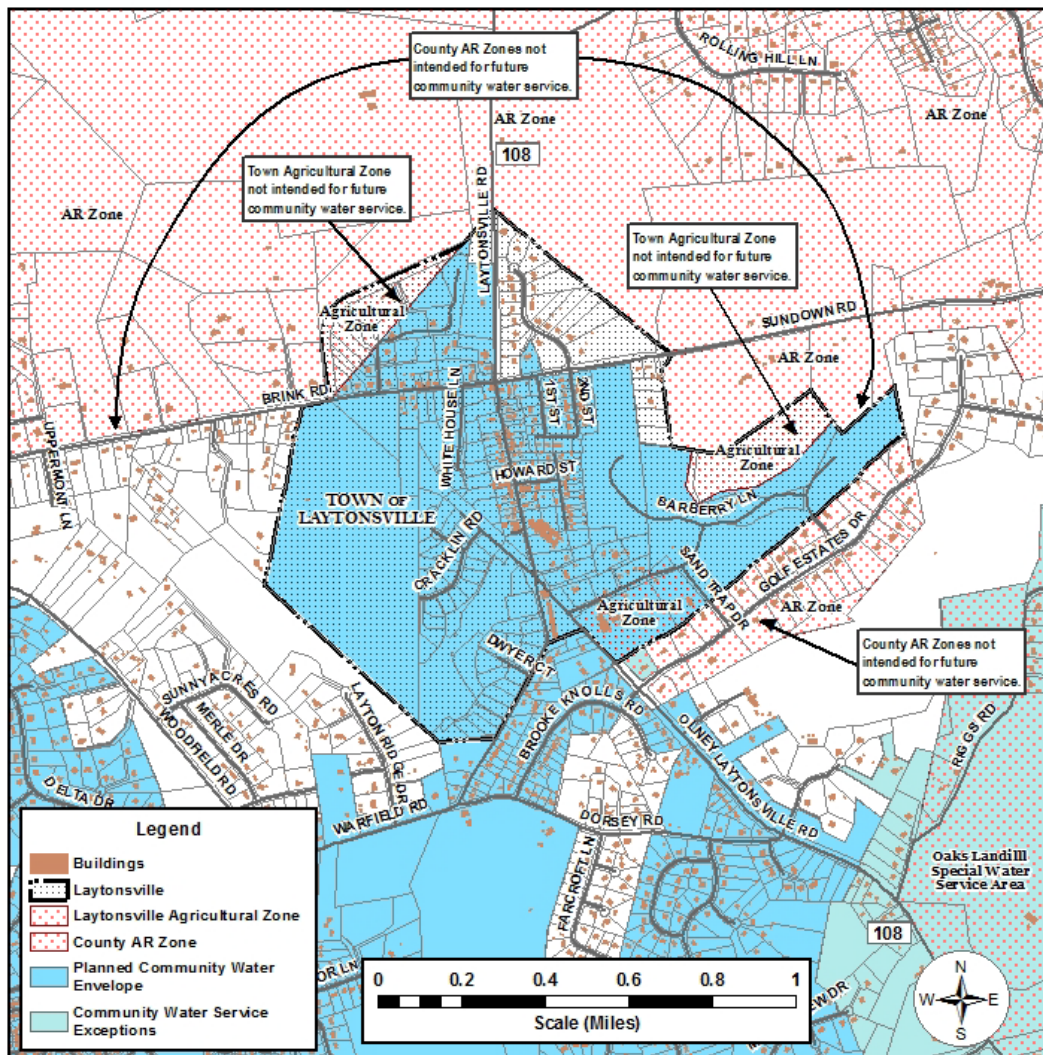 County AR Zones not
intended for future
community water service.
ROLLING HILL LN
AR Zone
AR Zone
108
Town Agricultural Zone
not intended for future
community water service.
AR Zone
LAYTONSVILLE RD
Town Agricultural Zone
not intended for future
community water service.
Agricultural
Zone
SUNDOWN RD
AR Zone
BRINK RD
WHITE HOUSE LN
1ST ST
2ND ST
UPPERMONT LN
Agricultural
Zone
HOWARD ST
TOWN OF
LAYTONSVILLE
BARBERRY LN
CRACKLIN RD
SAND TRAP DR
GOLF ESTATES DR
Agricultural
Zone
AR Zone
County AR Zones not
intended for future
community water service.
DWYER CT
SUNNY ACRES RD
MERLE DR
WOODFIELD RD
LAYTON RIDGE DR
BROOKE KNOLLS RD
OLNEY LAYTONSVILLE RD
RIGGS RD
DELTA DR
WARFIELD RD
DORSEY RD
FARCROFT LN
Oaks Landfill
Special Water
Service Area
108
Legend
Buildings
Laytonsville
Laytonsville Agricultural Zone
County AR Zone
Planned Community Water
Envelope
Community Water Service
Exceptions
OR LN
0 0.2 0.4 0.6 0.8 1
Scale (Miles)
W DR
N
W E
S